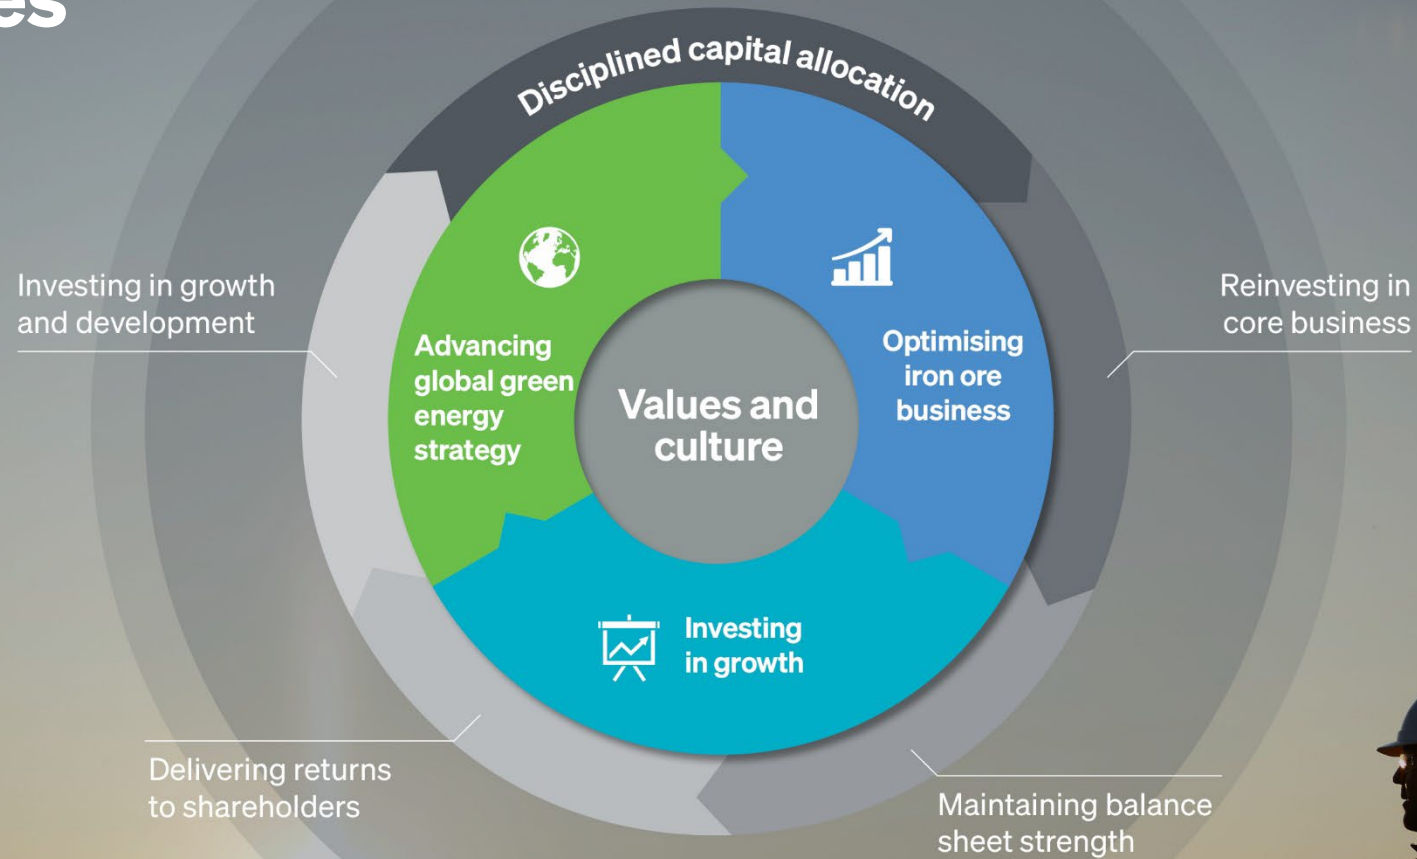 es
Disciplined capital allocation
Investing in growth
and development
Reinvesting in
core business
Advancing
global green
energy
strategy
Optimising
iron ore
business
Values and
culture
Investing
in growth
Delivering returns
to shareholders
Maintaining balance
sheet strength